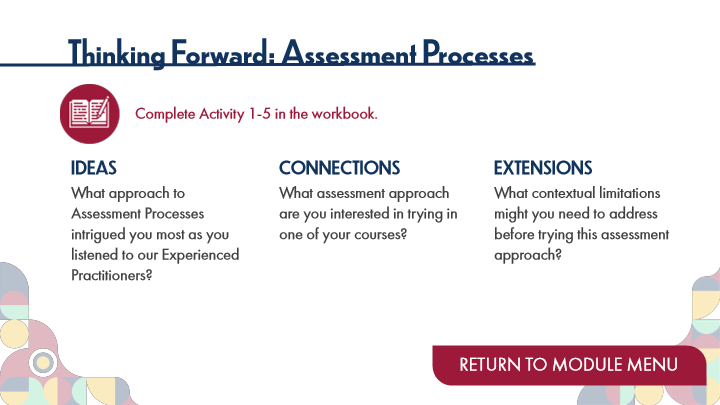 Thinking Forward: Assessment Processes
Complete Activity 1-5 in the workbook.
IDEAS
What approach to
Assessment Processes
intrigued you most as you
listened to our Experienced
Practitioners?
CONNECTIONS
What assessment approach
are you interested in trying in
one of your courses?
EXTENSIONS
What contextual limitations
might you need to address
before trying this assessment
approach?
RETURN TO MODULE MENU